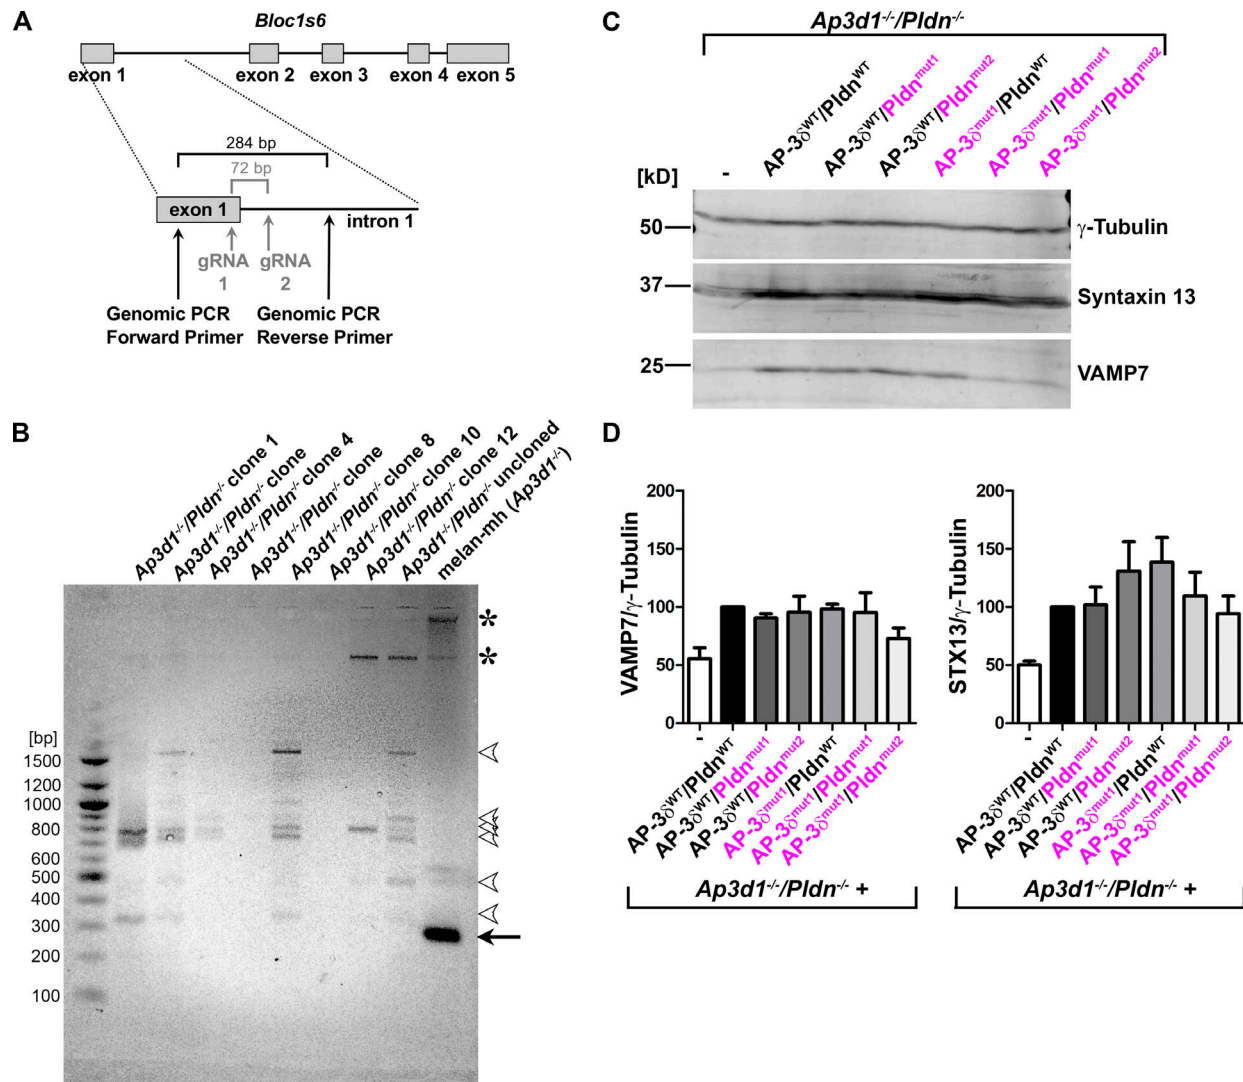 A
Bloc1s6
exon 1
exon 2
exon 3
exon 4
exon 5
284 bp
72 bp
exon 1
intron 1
gRNA
1
gRNA
2
Genomic PCR
Forward Primer
Genomic PCR
Reverse Primer
B
Ap3d1-/-/Pldn-/- clone 1
Ap3d1-/-/Pldn-/- clone
Ap3d1-/-/Pldn-/- clone 4
Ap3d1-/-/Pldn-/- clone
Ap3d1-/-/Pldn-/- clone 8
Ap3d1-/-/Pldn-/- clone 10
Ap3d1-/-/Pldn-/- clone 12
Ap3d1-/-/Pldn-/- uncloned
melan-mh (Ap3d1-/-)
[bp]
1500
1200
1000
800
600
500
400
300
200
100
*
*
C
Ap3d1-/-/Pldn-/-
-
AP-3δWT/PldnWT
AP-3δWT/Pldnmut1
AP-3δWT/Pldnmut2
AP-3δmut1/PldnWT
AP-3δmut1/Pldnmut1
AP-3δmut1/Pldnmut2
[kD]
50
γ-Tubulin
37
Syntaxin 13
25
VAMP7
D
VAMP7/γ-Tubulin
200
150
100
50
0
-
AP-3δWT/PldnWT
AP-3δWT/Pldnmut1
AP-3δWT/Pldnmut2
AP-3δmut1/PldnWT
AP-3δmut1/Pldnmut1
AP-3δmut1/Pldnmut2
Ap3d1-/-/Pldn-/- +
STX13/γ-Tubulin
200
150
100
50
0
-
AP-3δWT/PldnWT
AP-3δWT/Pldnmut1
AP-3δWT/Pldnmut2
AP-3δmut1/PldnWT
AP-3δmut1/Pldnmut1
AP-3δmut1/Pldnmut2
Ap3d1-/-/Pldn-/- +